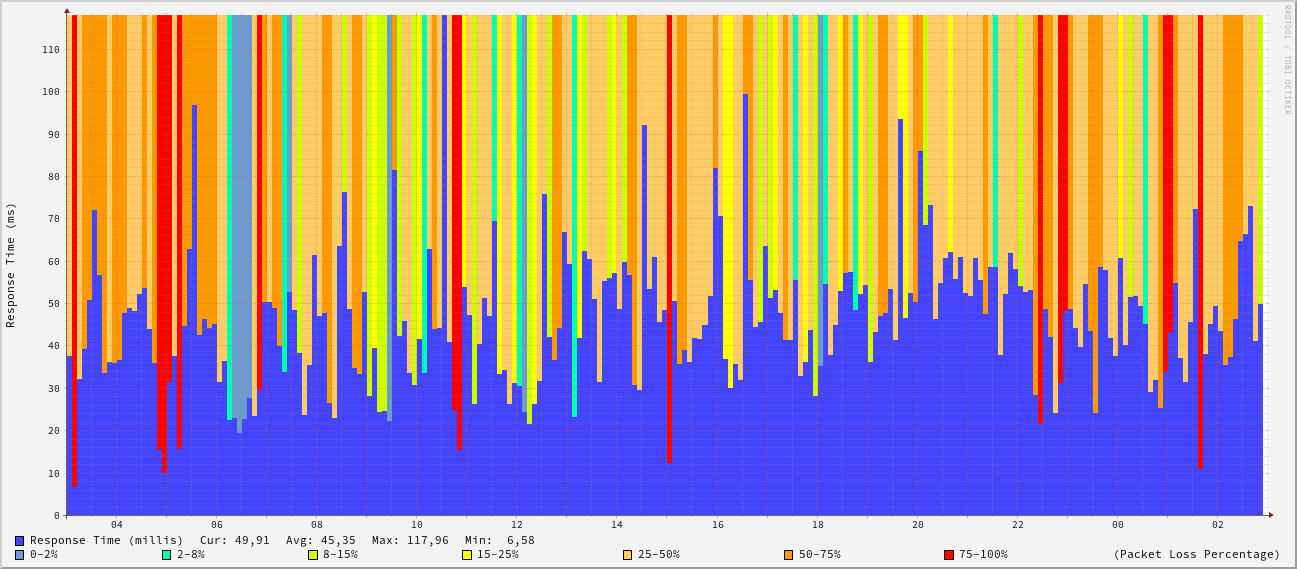 RRDTOOL / TOBI OETIKER
Response Time (ms)
110
100
90
80
70
60
50
40
30
20
10
0
04 06 08 10 12 14 16 18 20 22 00 02
Response Time (millis) Cur: 49,91 Avg: 45,35 Max: 117,96 Min: 6,58
0-2% 2-8% 8-15% 15-25% 25-50% 50-75% 75-100% (Packet Loss Percentage)